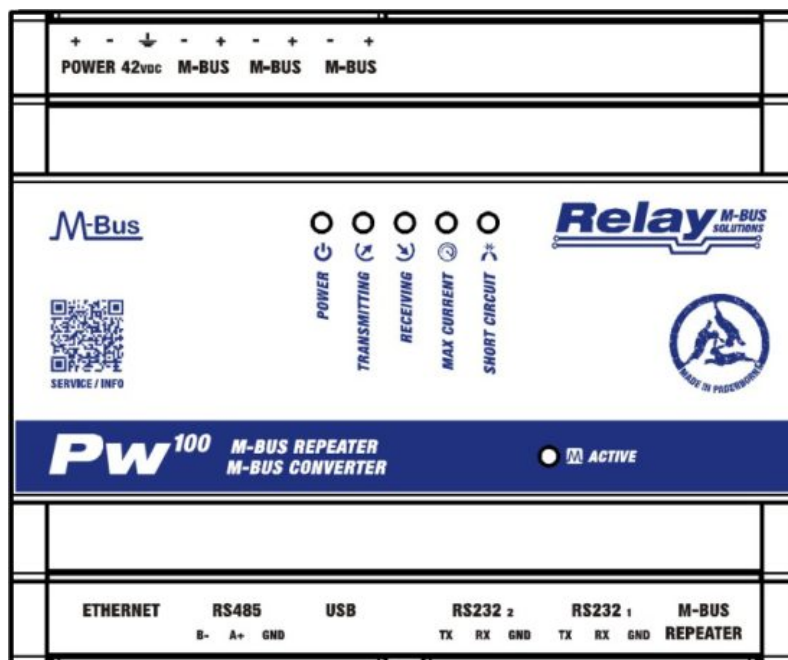 + - - + - + - +
POWER 42VDC M-BUS M-BUS M-BUS
M-Bus
Relay M-BUS SOLUTIONS
POWER
TRANSMITTING
RECEIVING
MAX CURRENT
SHORT CIRCUIT
SERVICE / INFO
MADE IN PADERBORN
Pw100 M-BUS REPEATER
M-BUS CONVERTER
M ACTIVE
ETHERNET RS485 USB RS232 2 RS232 1 M-BUS
B- A+ GND TX RX GND TX RX GND REPEATER